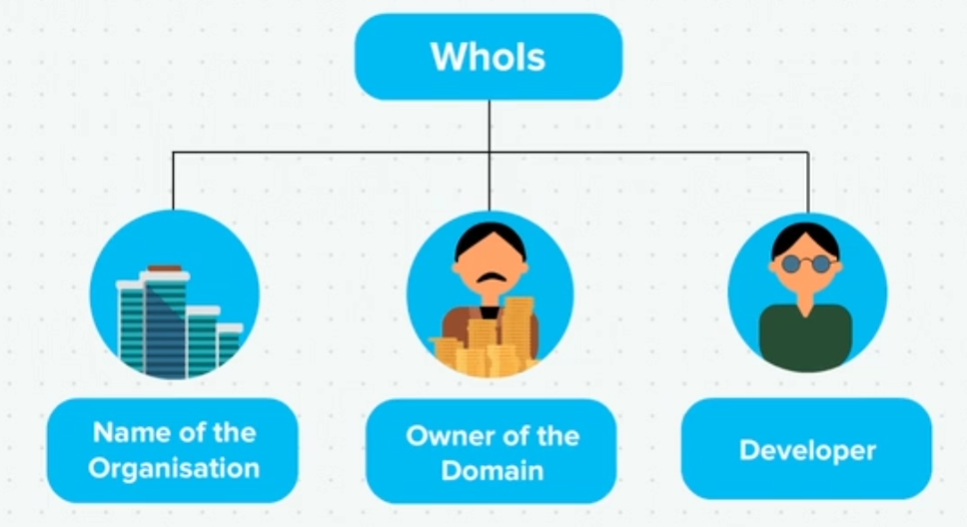 WhoIs
Name of the
Organisation
Owner of the
Domain
Developer